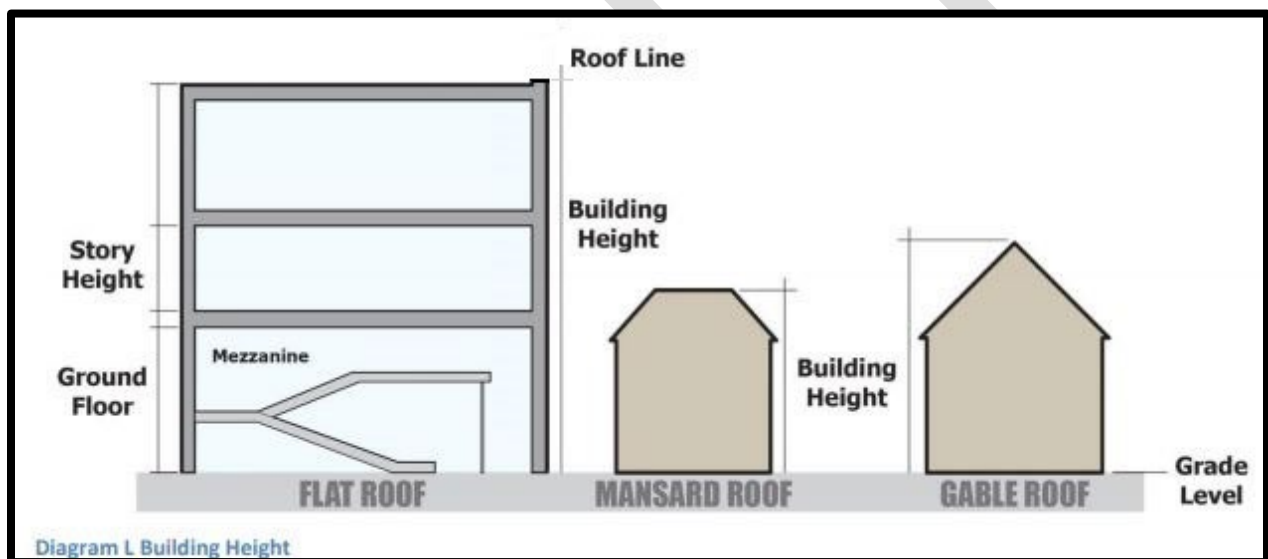 Roof Line
Building
Height
Story
Height
Mezzanine
Ground
Floor
Building
Height
Grade
Level
FLAT ROOF
MANSARD ROOF
GABLE ROOF
Diagram L Building Height